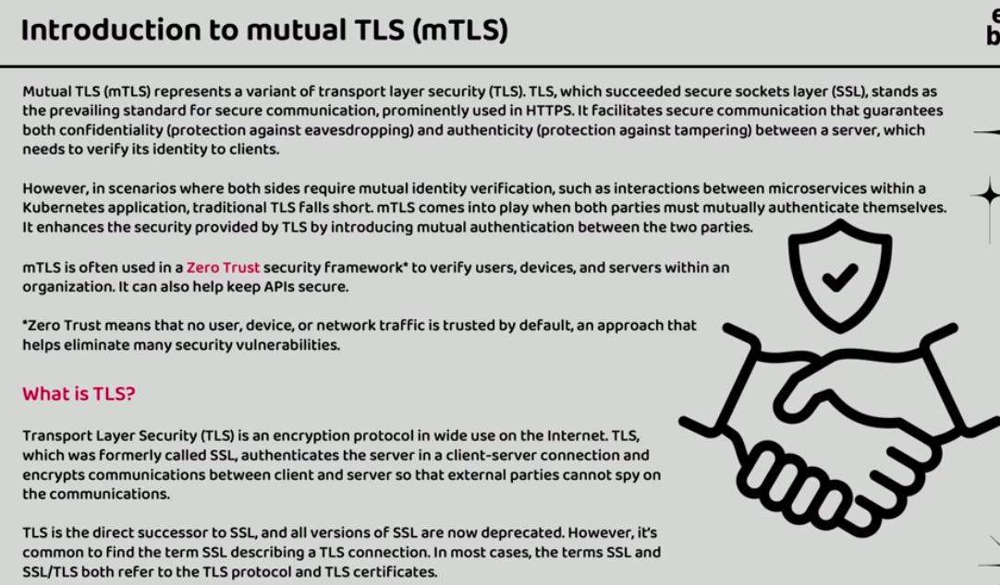 Introduction to mutual TLS (mTLS)
e
b
Mutual TLS (mTLS) represents a variant of transport layer security (TLS). TLS, which succeeded secure sockets layer (SSL), stands as
the prevailing standard for secure communication, prominently used in HTTPS. It facilitates secure communication that guarantees
both confidentiality (protection against eavesdropping) and authenticity (protection against tampering) between a server, which
needs to verify its identity to clients.
However, in scenarios where both sides require mutual identity verification, such as interactions between microservices within a
Kubernetes application, traditional TLS falls short. mTLS comes into play when both parties must mutually authenticate themselves.
It enhances the security provided by TLS by introducing mutual authentication between the two parties.
mTLS is often used in a Zero Trust security framework* to verify users, devices, and servers within an
organization. It can also help keep APIs secure.
*Zero Trust means that no user, device, or network traffic is trusted by default, an approach that
helps eliminate many security vulnerabilities.
What is TLS?
Transport Layer Security (TLS) is an encryption protocol in wide use on the Internet. TLS,
which was formerly called SSL, authenticates the server in a client-server connection and
encrypts communications between client and server so that external parties cannot spy on
the communications.
TLS is the direct successor to SSL, and all versions of SSL are now deprecated. However, it's
common to find the term SSL describing a TLS connection. In most cases, the terms SSL and
SSL/TLS both refer to the TLS protocol and TLS certificates.